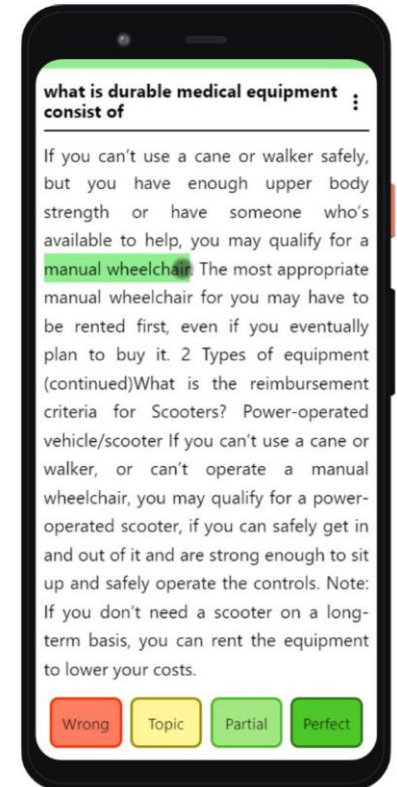 what is durable medical equipment
consist of
If you can't use a cane or walker safely,
but you have enough upper body
strength or have someone who's
available to help, you may qualify for a
manual wheelchair. The most appropriate
manual wheelchair for you may have to
be rented first, even if you eventually
plan to buy it. 2 Types of equipment
(continued)What is the reimbursement
criteria for Scooters? Power-operated
vehicle/scooter If you can't use a cane or
walker, or can't operate a manual
wheelchair, you may qualify for a power-
operated scooter, if you can safely get in
and out of it and are strong enough to sit
up and safely operate the controls. Note:
If you don't need a scooter on a long-
term basis, you can rent the equipment
to lower your costs.
Wrong Topic Partial Perfect